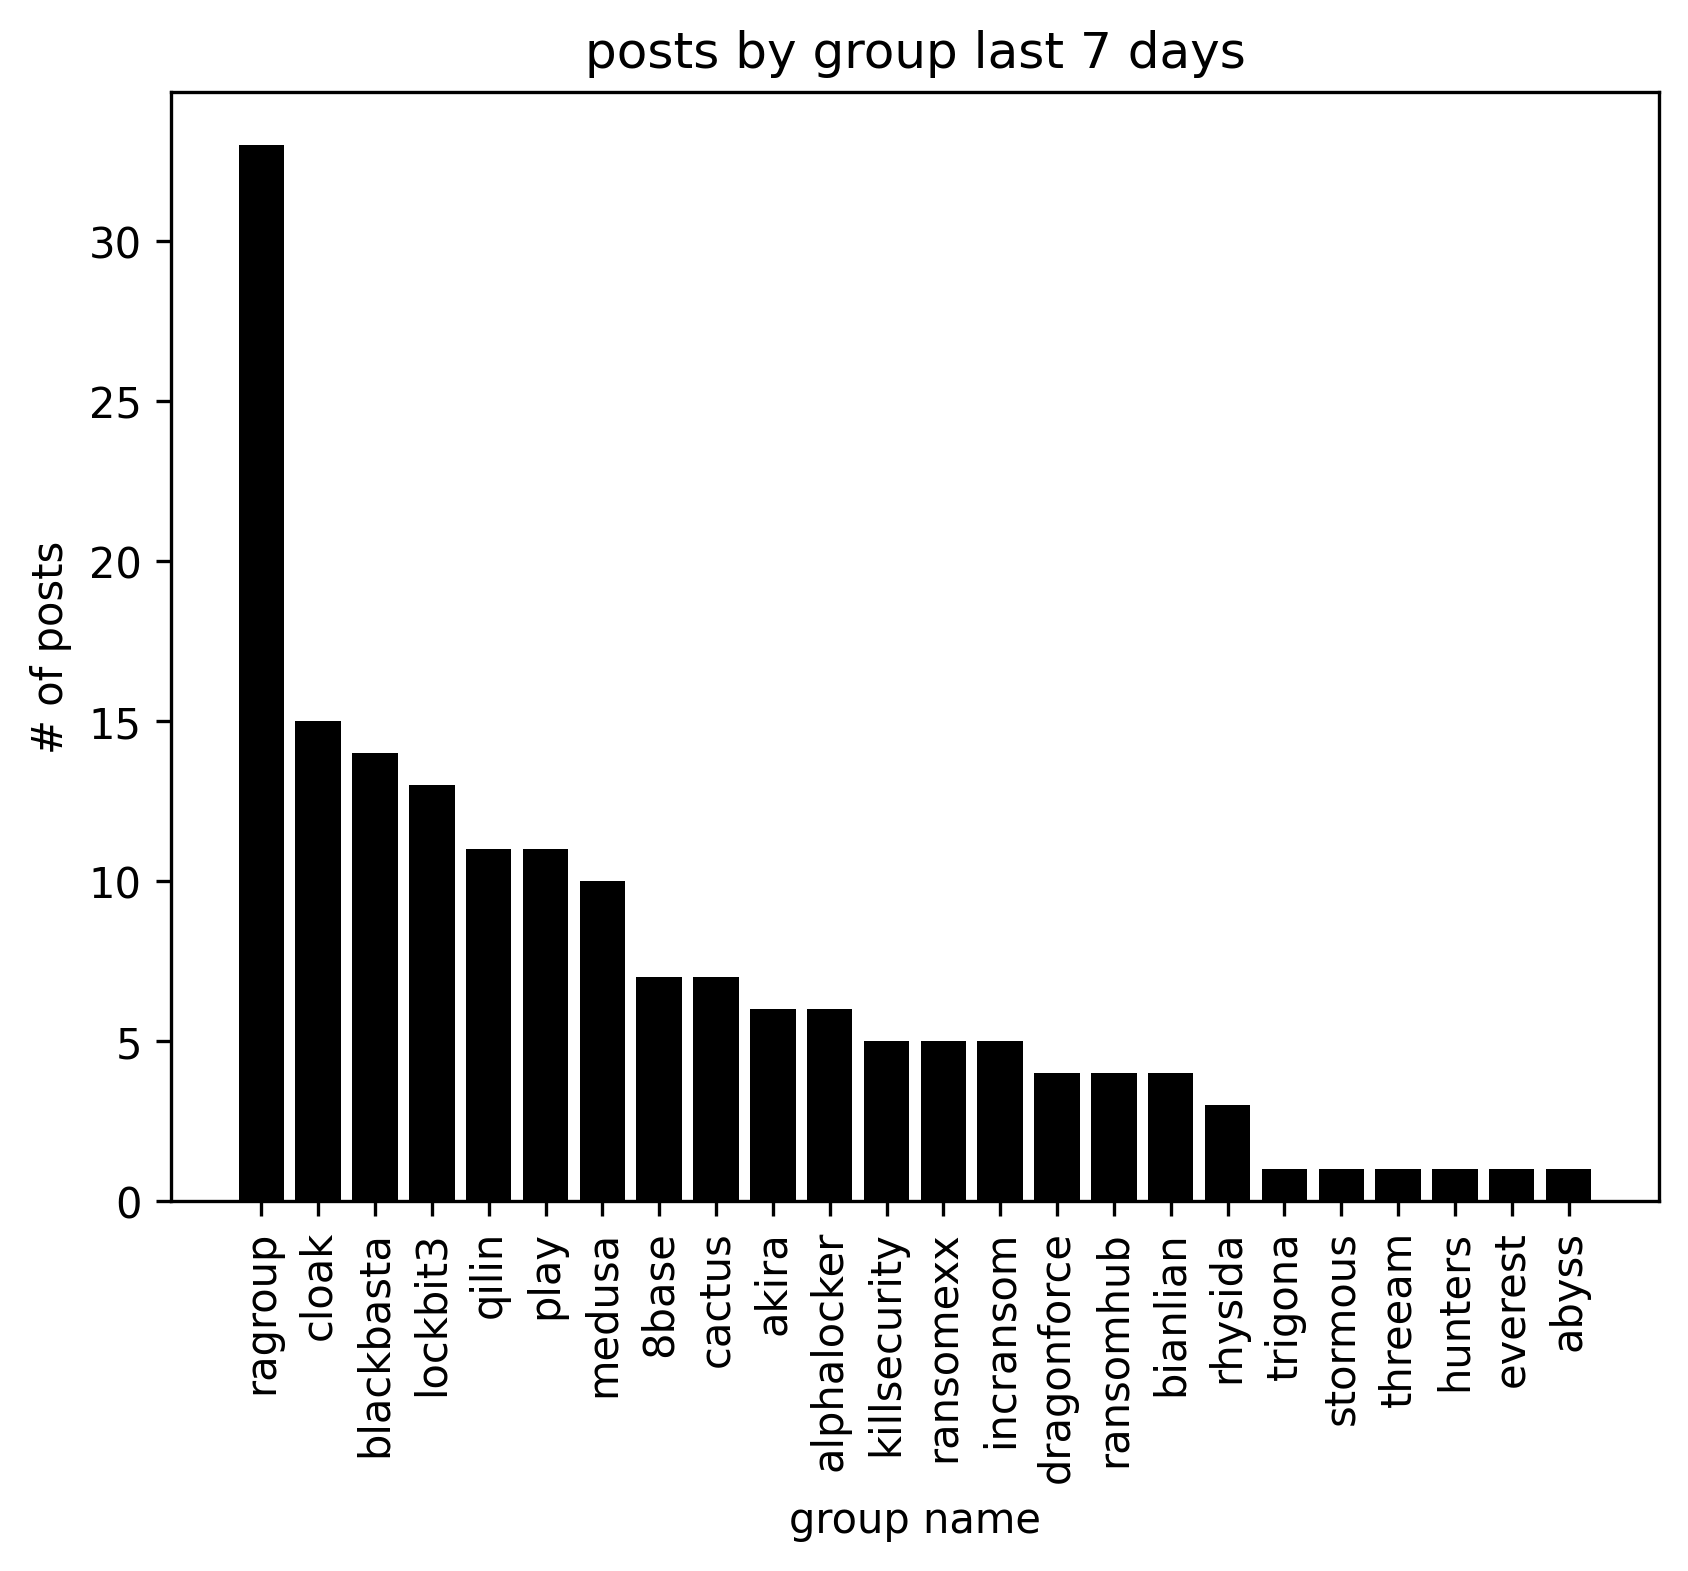 posts by group last 7 days
# of posts
30
25
20
15
10
5
0
ragroup
cloak
blackbasta
lockbit3
qilin
play
medusa
8base
cactus
akira
alphalocker
killsecurity
ransomexx
incransom
dragonforce
ransomhub
bianlian
rhysida
trigona
stormous
threeam
hunters
everest
abyss
group name